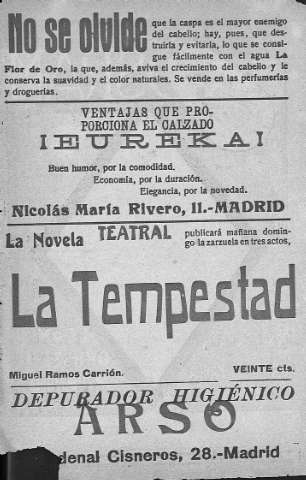 No se olvide que la caspa es el mayor enemigo
del cabello; hay, pues, que des-
truirla y evitarla, lo que se consi-
gue fácilmente con el agua La
Flor de Oro, la que, además, aviva el crecimiento del cabello y le
conserva la suavidad y el color naturales. Se vende en las perfumerías
y droguerías.
VENTAJAS QUE PRO-
PORCIONA EL CALZADO
¡EUREKA!
Buen humor, por la comodidad.
Economía, por la duración.
Elegancia, por la novedad.
Nicolás María Rivero, 11.-MADRID
La Novela TEATRAL publicará mañana domin-
go la zarzuela en tres actos,
La Tempestad
Miguel Ramos Carrión. VEINTE cts.
DEPURADOR HIGIÉNICO
ARSO
denal Cisneros, 28.-Madrid